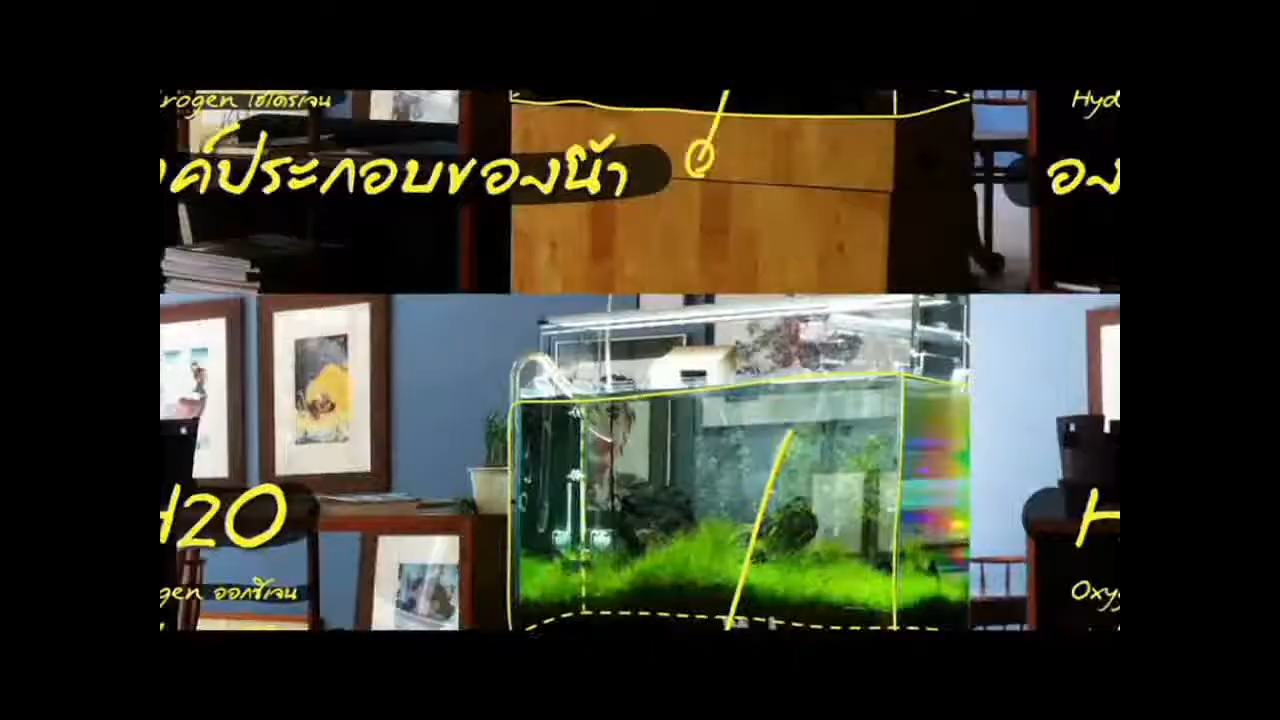 rogen ไฮโดรเจน
Hyd
งค์ประกอบของน้ำ
อง
H2O
H
gen ออกซิเจน
Oxy